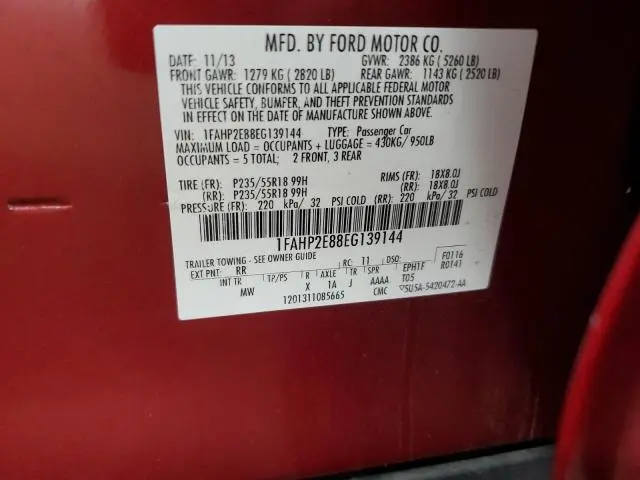 MFD. BY FORD MOTOR CO.
DATE: 11/13 GVWR: 2386 KG ( 5260 LB)
FRONT GAWR: 1279 KG ( 2820 LB) REAR GAWR: 1143 KG ( 2520 LB)
THIS VEHICLE CONFORMS TO ALL APPLICABLE FEDERAL MOTOR
VEHICLE SAFETY, BUMPER, AND THEFT PREVENTION STANDARDS
IN EFFECT ON THE DATE OF MANUFACTURE SHOWN ABOVE.
VIN: 1FAHP2E88EG139144 TYPE: Passenger Car
MAXIMUM LOAD = OCCUPANTS + LUGGAGE = 430KG/ 950LB
OCCUPANTS = 5 TOTAL; 2 FRONT, 3 REAR
TIRE (FR): P235/55R18 99H RIMS (FR): 18X8.0J
(RR): P235/55R18 99H (RR): 18X8.0J
PRESSURE (FR): 220 kPa/ 32 PSI COLD (RR): 220 kPa/ 32 PSI COLD
1FAHP2E88EG139144
TRAILER TOWING - SEE OWNER GUIDE F0116
EXT PNT: RR RC: 11 DSO: R0141
INT TR TP/PS R AXLE TR SPR EPH1F
MW X 1A J AAAA T05
1201311085665 CMC 5U5A-5420472-AA